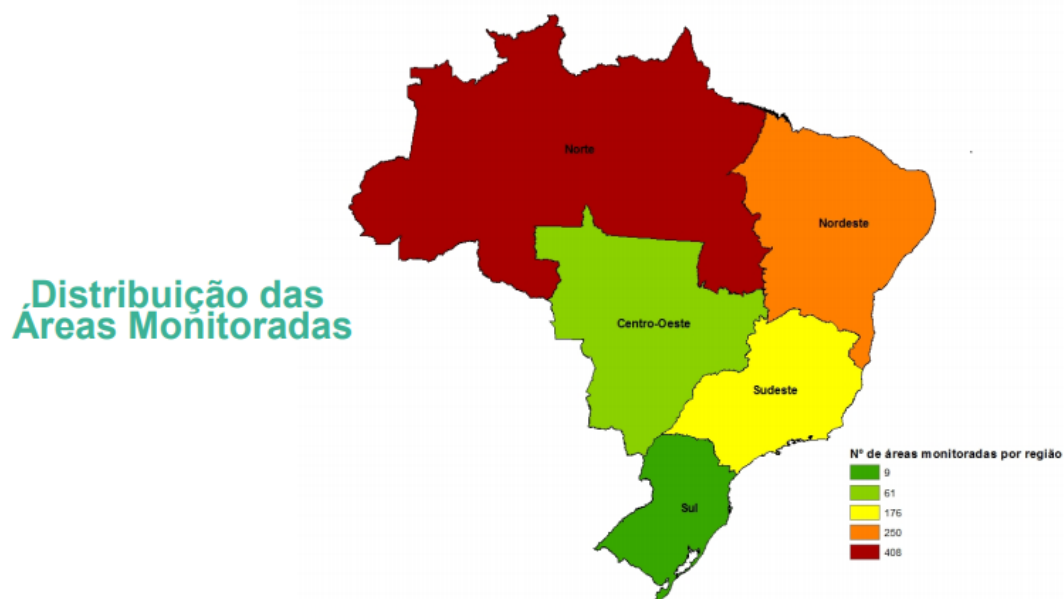 Distribuição das
Áreas Monitoradas
Norte
Nordeste
Centro-Oeste
Sudeste
Sul
Nº de áreas monitoradas por região
9
61
176
250
408